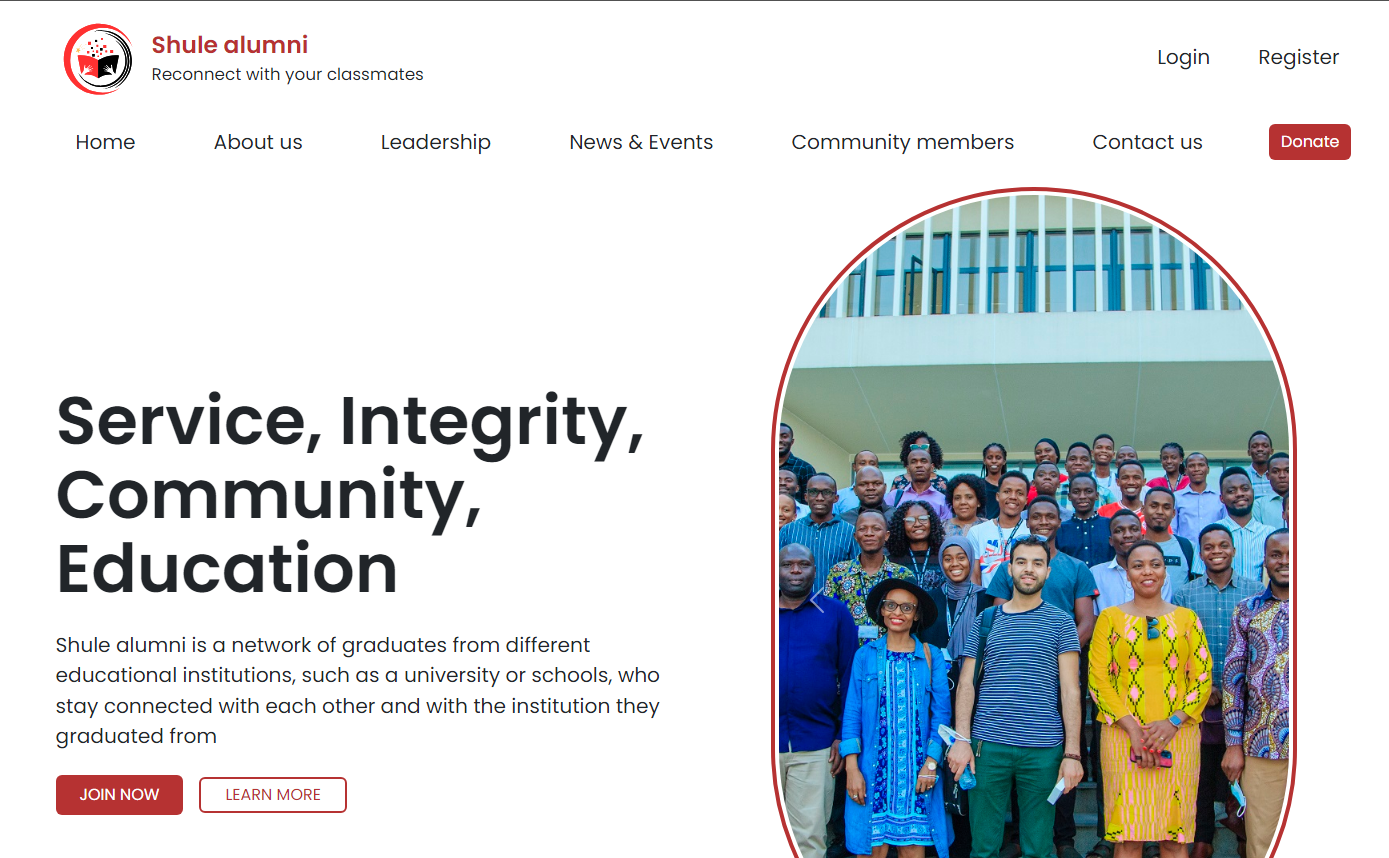 Shule alumni
Reconnect with your classmates
Login
Register
Home
About us
Leadership
News & Events
Community members
Contact us
Donate
Service, Integrity,
Community,
Education
Shule alumni is a network of graduates from different
educational institutions, such as a university or schools, who
stay connected with each other and with the institution they
graduated from
JOIN NOW
LEARN MORE